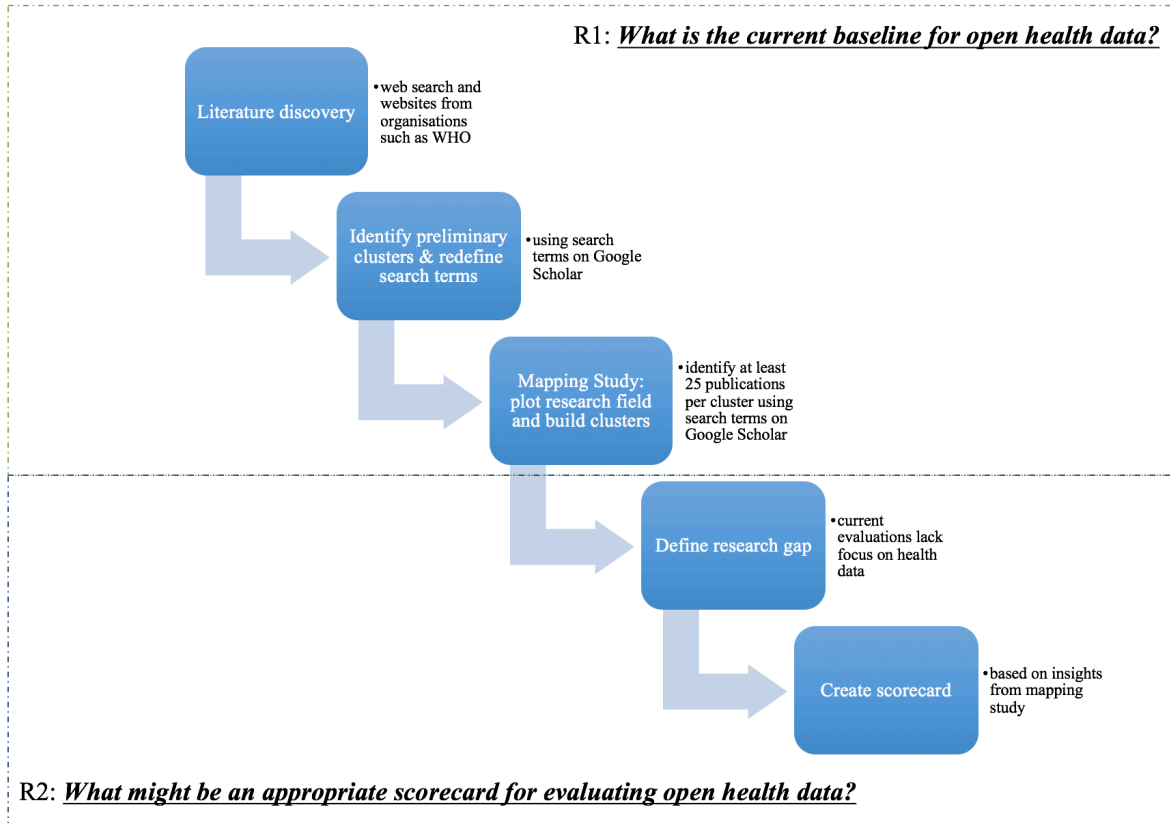 R1: What is the current baseline for open health data?
Literature discovery
•web search and
websites from
organisations
such as WHO
Identify preliminary
clusters & redefine
search terms
•using search
terms on Google
Scholar
Mapping Study:
plot research field
and build clusters
•identify at least
25 publications
per cluster using
search terms on
Google Scholar
Define research gap
•current
evaluations lack
focus on health
data
Create scorecard
•based on insights
from mapping
study
R2: What might be an appropriate scorecard for evaluating open health data?